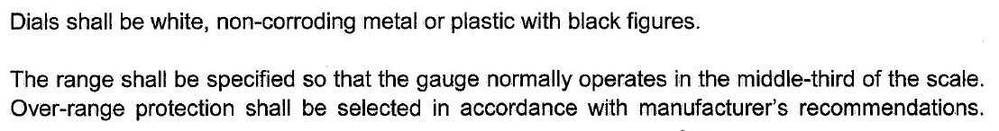 Dials shall be white, non-corroding metal or plastic with black figures.
The range shall be specified so that the gauge normally operates in the middle-third of the scale.
Over-range protection shall be selected in accordance with manufacturer's recommendations.